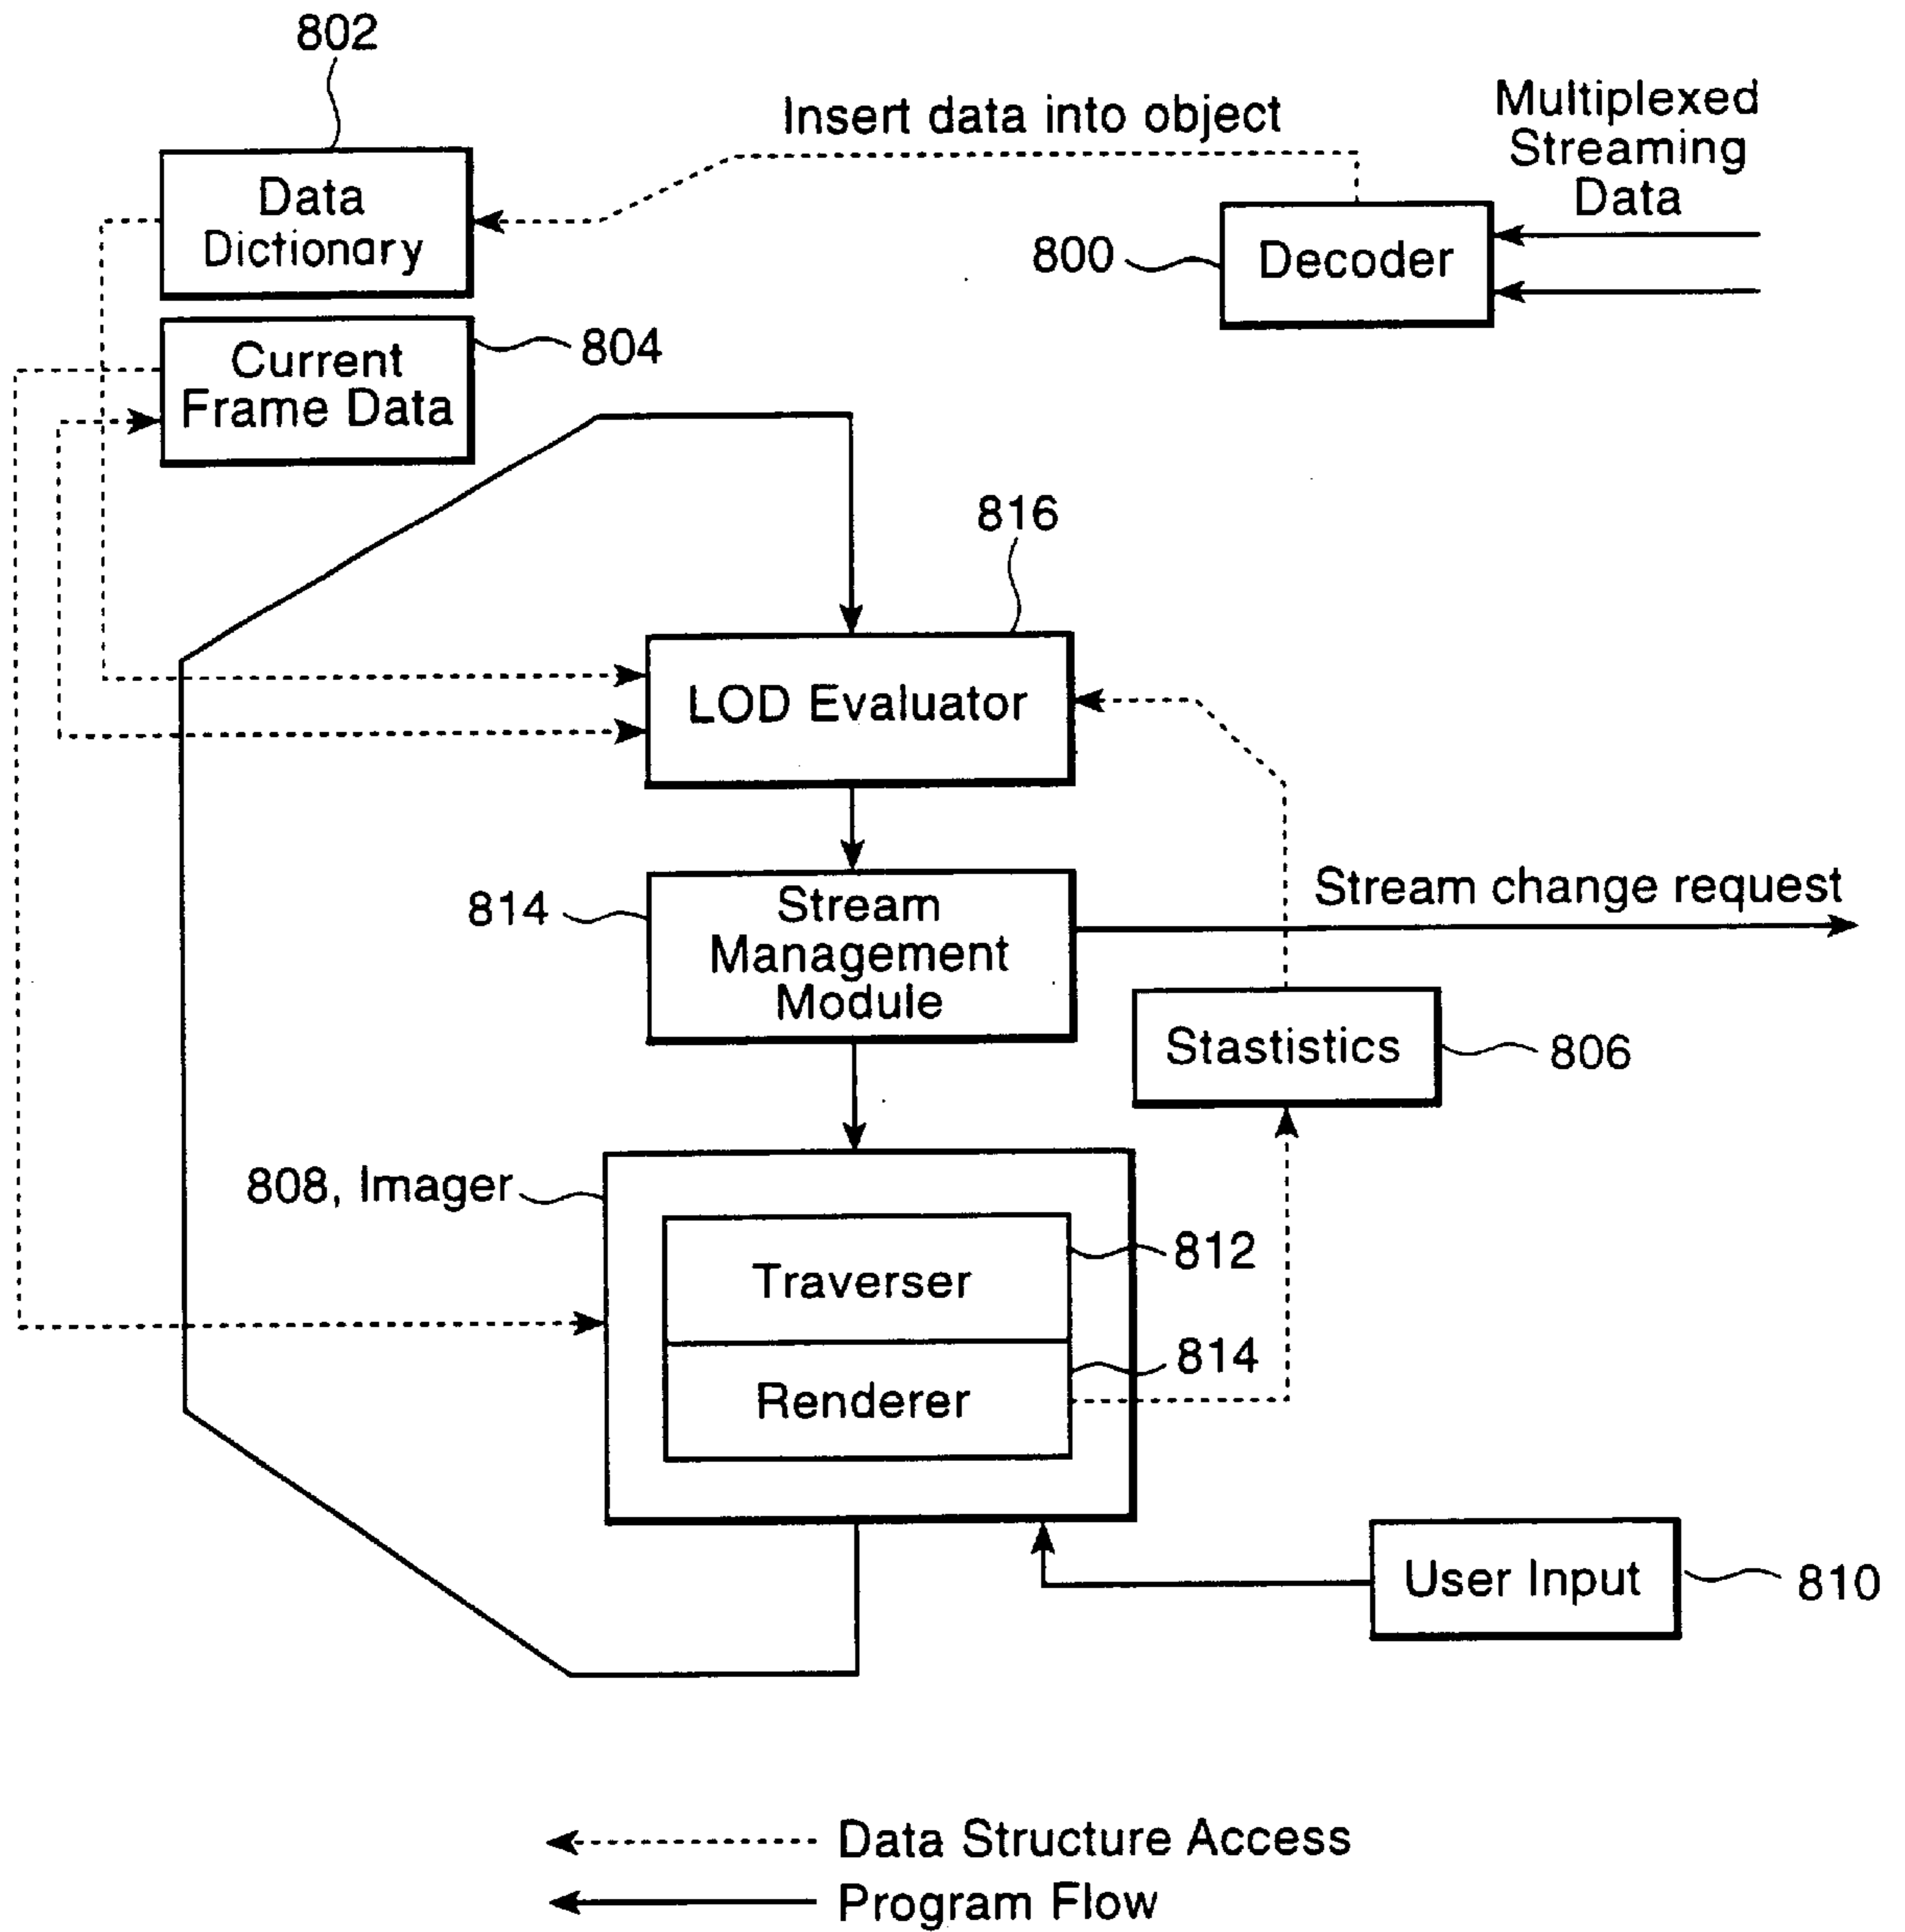 802
Insert data into object
Multiplexed
Streaming
Data
Data
Dictionary
800
Decoder
804
Current
Frame Data
816
LOD Evaluator
814
Stream
Management
Module
Stream change request
Stastistics
806
808, Imager
812
Traverser
814
Renderer
User Input
810
Data Structure Access
Program Flow